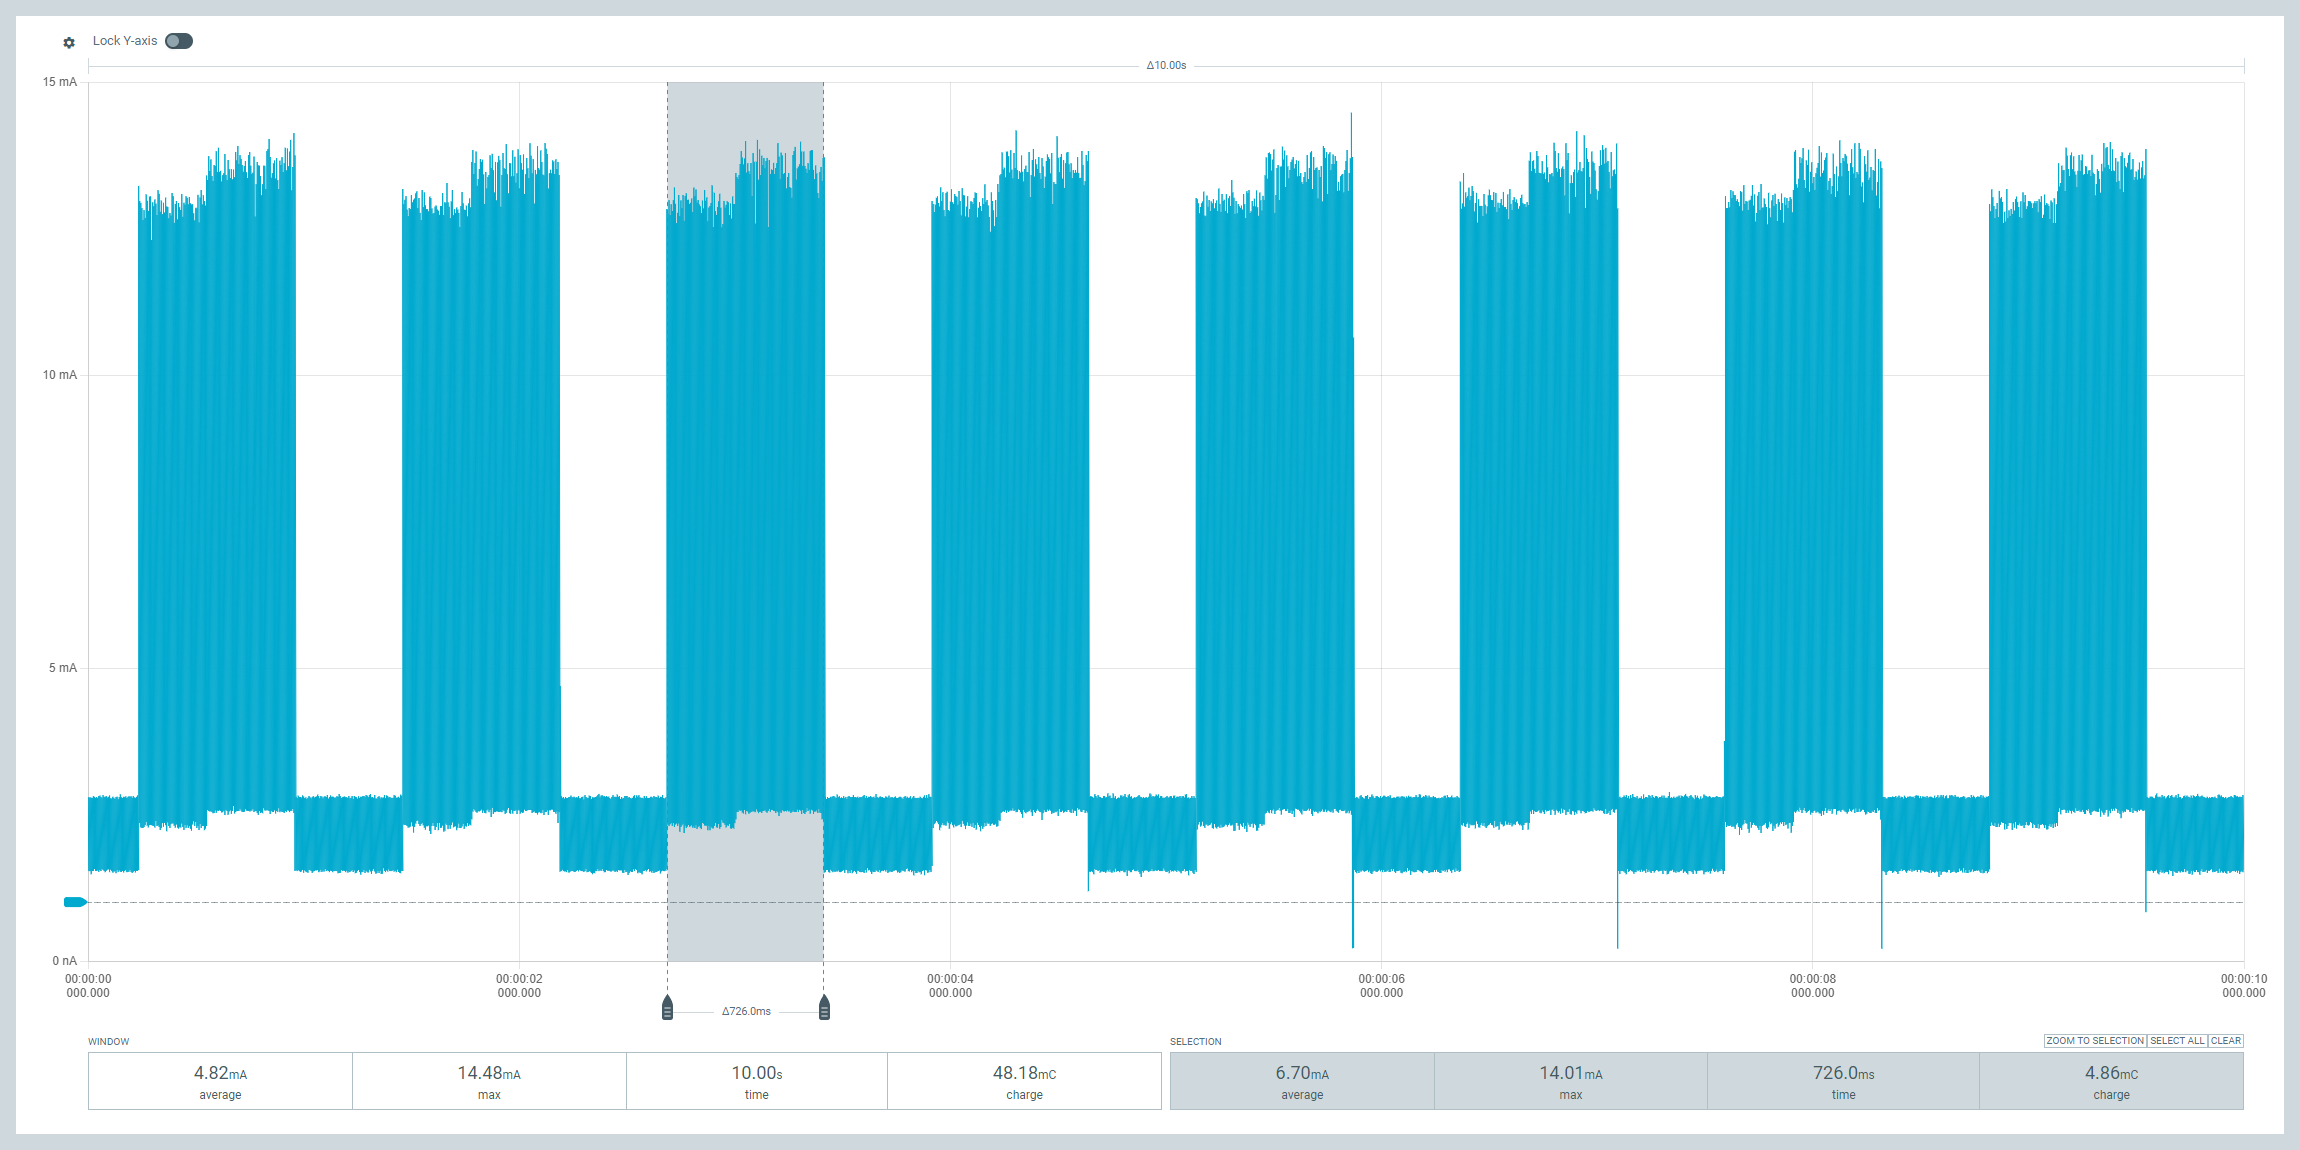 Lock Y-axis
Δ10.00s
15 mA
10 mA
5 mA
0 nA
00:00:00 00:00:02 00:00:04 00:00:06 00:00:08 00:00:10
000.000 000.000 000.000 000.000 000.000 000.000
Δ726.0ms
WINDOW
4.82mA 14.48mA 10.00s 48.18mC
average max time charge
SELECTION ZOOM TO SELECTION SELECT ALL CLEAR
6.70mA 14.01mA 726.0ms 4.86mC
average max time charge